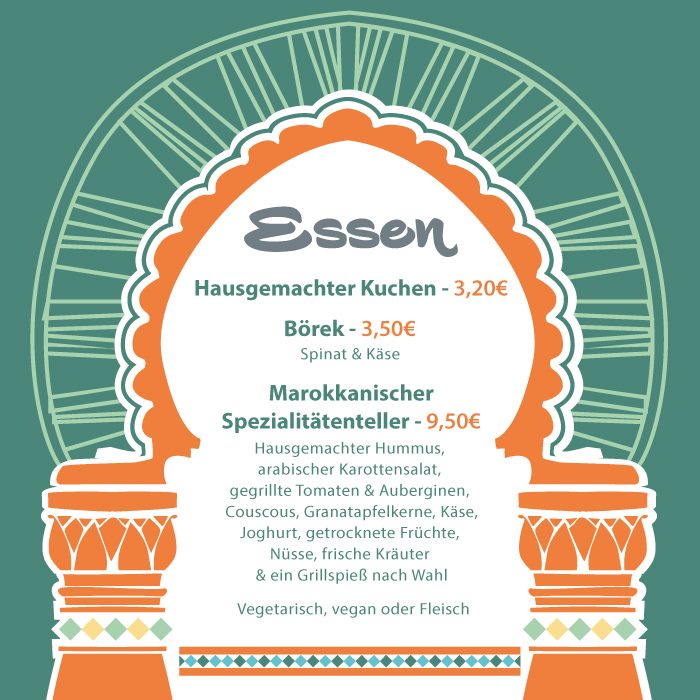 Essen
Hausgemachter Kuchen - 3,20€
Börek - 3,50€
Spinat & Käse
Marokkanischer
Spezialitätenteller - 9,50€
Hausgemachter Hummus,
arabischer Karottensalat,
gegrillte Tomaten & Auberginen,
Couscous, Granatapfelkerne, Käse,
Joghurt, getrocknete Früchte,
Nüsse, frische Kräuter
& ein Grillspieß nach Wahl
Vegetarisch, vegan oder Fleisch